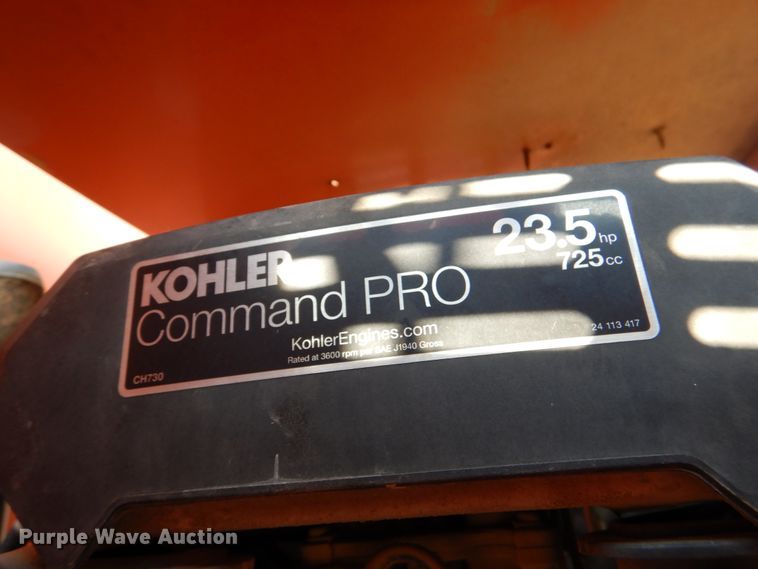 KOHLER
Command PRO
23.5 hp
725 cc
KohlerEngines.com
Rated at 3600 rpm per SAE J1940 Gross
CH730
24 113 417
Purple Wave Auction